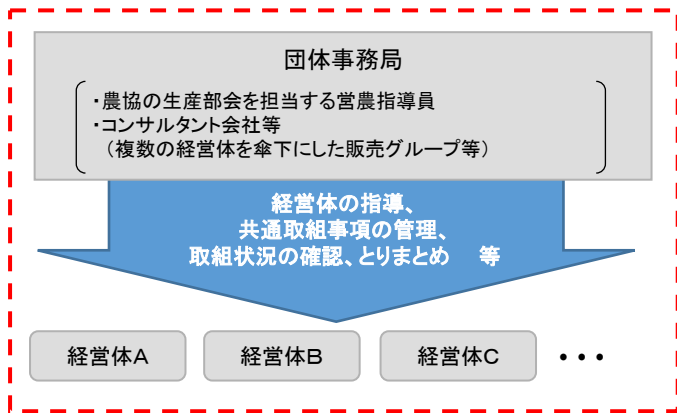 団体事務局
・農協の生産部会を担当する営農指導員
・コンサルタント会社等
（複数の経営体を傘下にした販売グループ等）
経営体の指導、
共通取組事項の管理、
取組状況の確認、とりまとめ　等
経営体Ａ
経営体Ｂ
経営体Ｃ
・・・